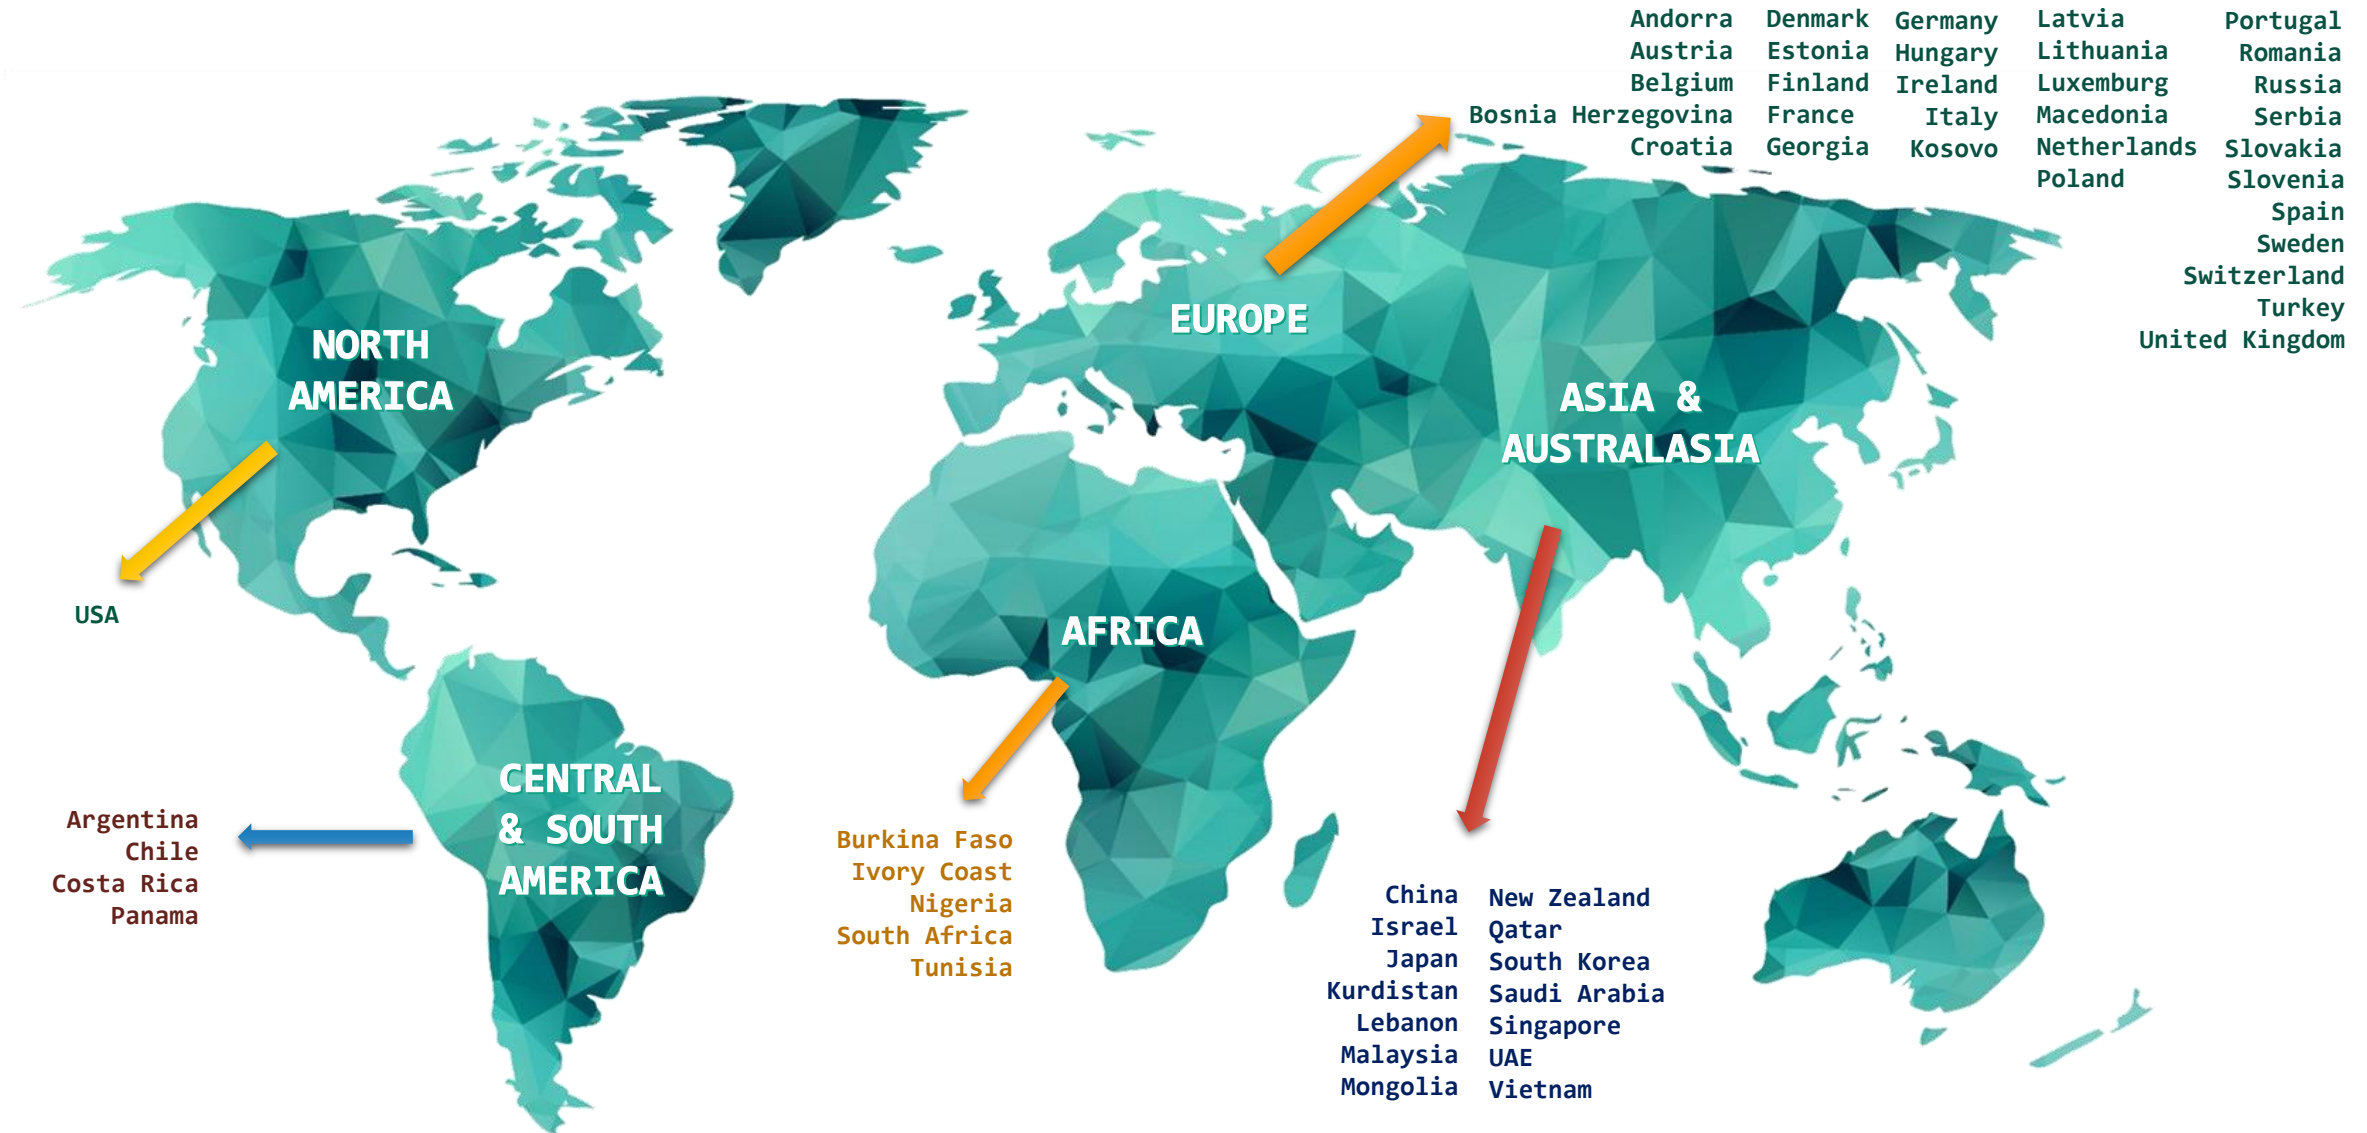 Andorra
Austria
Belgium
Bosnia Herzegovina
Croatia
Denmark
Estonia
Finland
France
Georgia
Germany
Hungary
Ireland
Italy
Kosovo
Latvia
Lithuania
Luxemburg
Macedonia
Netherlands
Poland
Portugal
Romania
Russia
Serbia
Slovakia
Slovenia
Spain
Sweden
Switzerland
Turkey
United Kingdom
NORTH
AMERICA
EUROPE
ASIA &
AUSTRALASIA
USA
AFRICA
CENTRAL
& SOUTH
AMERICA
Argentina
Chile
Costa Rica
Panama
Burkina Faso
Ivory Coast
Nigeria
South Africa
Tunisia
China
Israel
Japan
Kurdistan
Lebanon
Malaysia
Mongolia
New Zealand
Qatar
South Korea
Saudi Arabia
Singapore
UAE
Vietnam